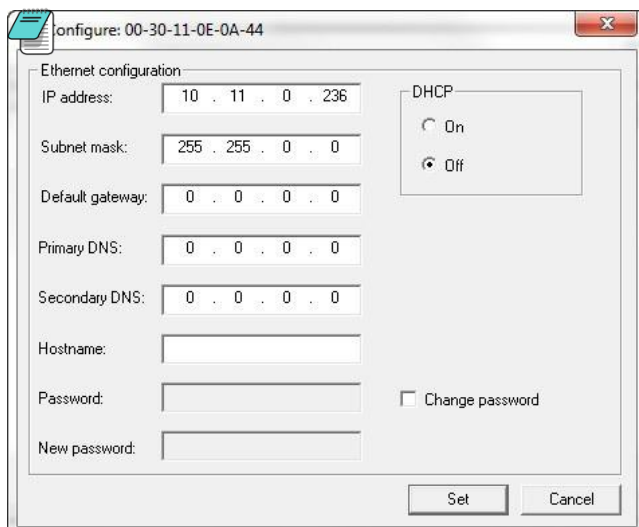 Configure: 00-30-11-0E-0A-44
Ethernet configuration
IP address: 10 . 11 . 0 . 236
DHCP
On
Subnet mask: 255 . 255 . 0 . 0
Off
Default gateway: 0 . 0 . 0 . 0
Primary DNS: 0 . 0 . 0 . 0
Secondary DNS: 0 . 0 . 0 . 0
Hostname:
Password:
Change password
New password:
Set
Cancel